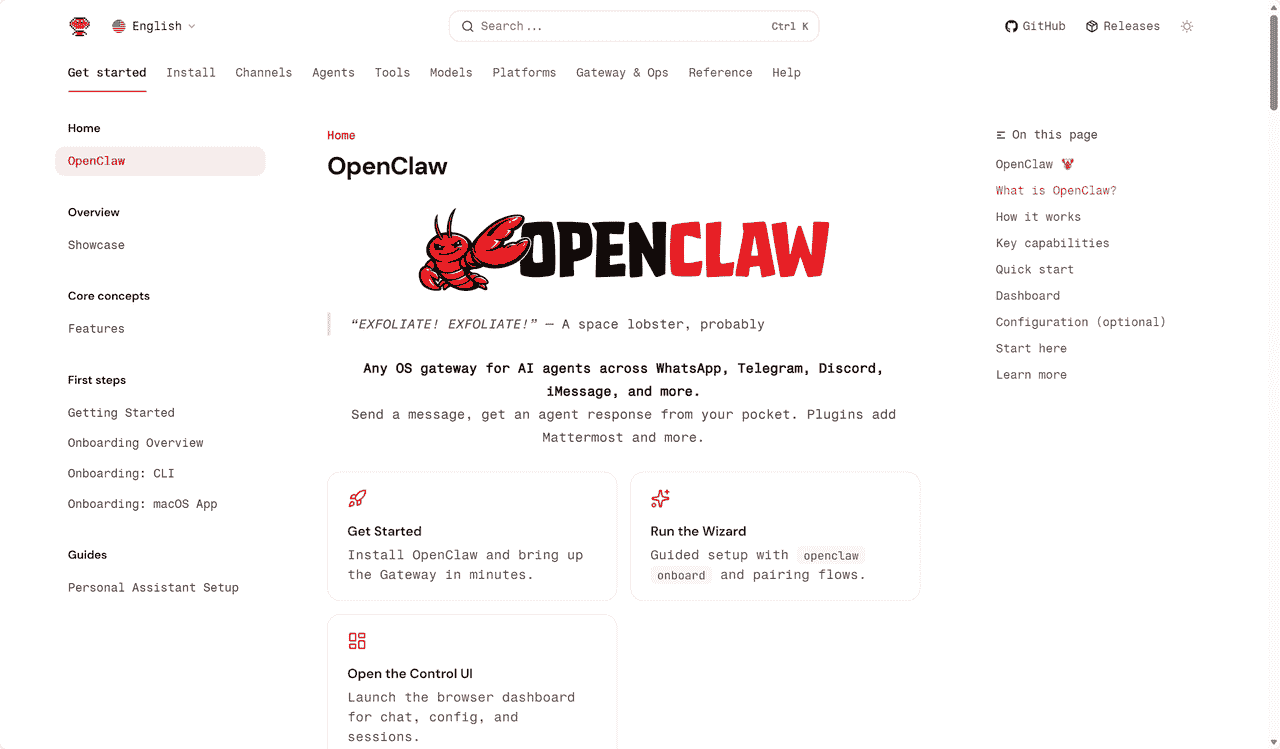 English
Search ...
Ctrl K
GitHub
Releases
Get started
Install
Channels
Agents
Tools
Models
Platforms
Gateway & Ops
Reference
Help
Home
OpenClaw
Overview
Showcase
Core concepts
Features
First steps
Getting Started
Onboarding Overview
Onboarding: CLI
Onboarding: macOS App
Guides
Personal Assistant Setup
Home
OpenClaw
OPENCLAW
“EXFOLIATE! EXFOLIATE!” — A space lobster, probably
Any OS gateway for AI agents across WhatsApp, Telegram, Discord,
iMessage, and more.
Send a message, get an agent response from your pocket. Plugins add
Mattermost and more.
Get Started
Install OpenClaw and bring up
the Gateway in minutes.
Run the Wizard
Guided setup with openclaw
onboard and pairing flows.
Open the Control UI
Launch the browser dashboard
for chat, config, and
sessions.
On this page
OpenClaw 🦞
What is OpenClaw?
How it works
Key capabilities
Quick start
Dashboard
Configuration (optional)
Start here
Learn more